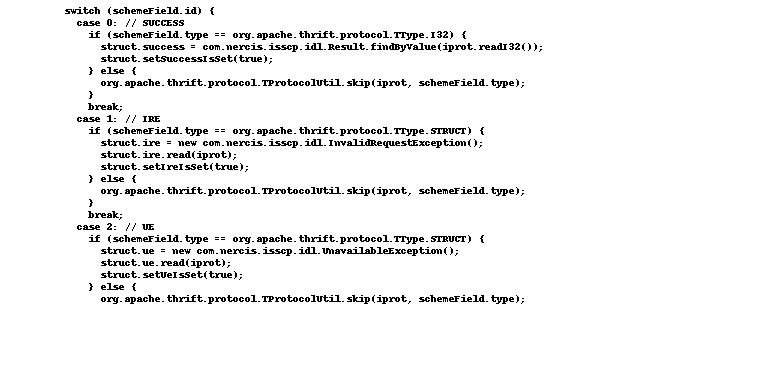 switch (schemeField.id) {
case 0: // SUCCESS
if (schemeField.type == org.apache.thrift.protocol.TType.I32) {
struct.success = com.nercis.isscp.idl.Result.findByValue(iprot.readI32());
struct.setSuccessIsSet(true);
} else {
org.apache.thrift.protocol.TProtocolUtil.skip(iprot, schemeField.type);
}
break;
case 1: // IRE
if (schemeField.type == org.apache.thrift.protocol.TType.STRUCT) {
struct.ire = new com.nercis.isscp.idl.InvalidRequestException();
struct.ire.read(iprot);
struct.setIreIsSet(true);
} else {
org.apache.thrift.protocol.TProtocolUtil.skip(iprot, schemeField.type);
}
break;
case 2: // UE
if (schemeField.type == org.apache.thrift.protocol.TType.STRUCT) {
struct.ue = new com.nercis.isscp.idl.UnavailableException();
struct.ue.read(iprot);
struct.setUeIsSet(true);
} else {
org.apache.thrift.protocol.TProtocolUtil.skip(iprot, schemeField.type);